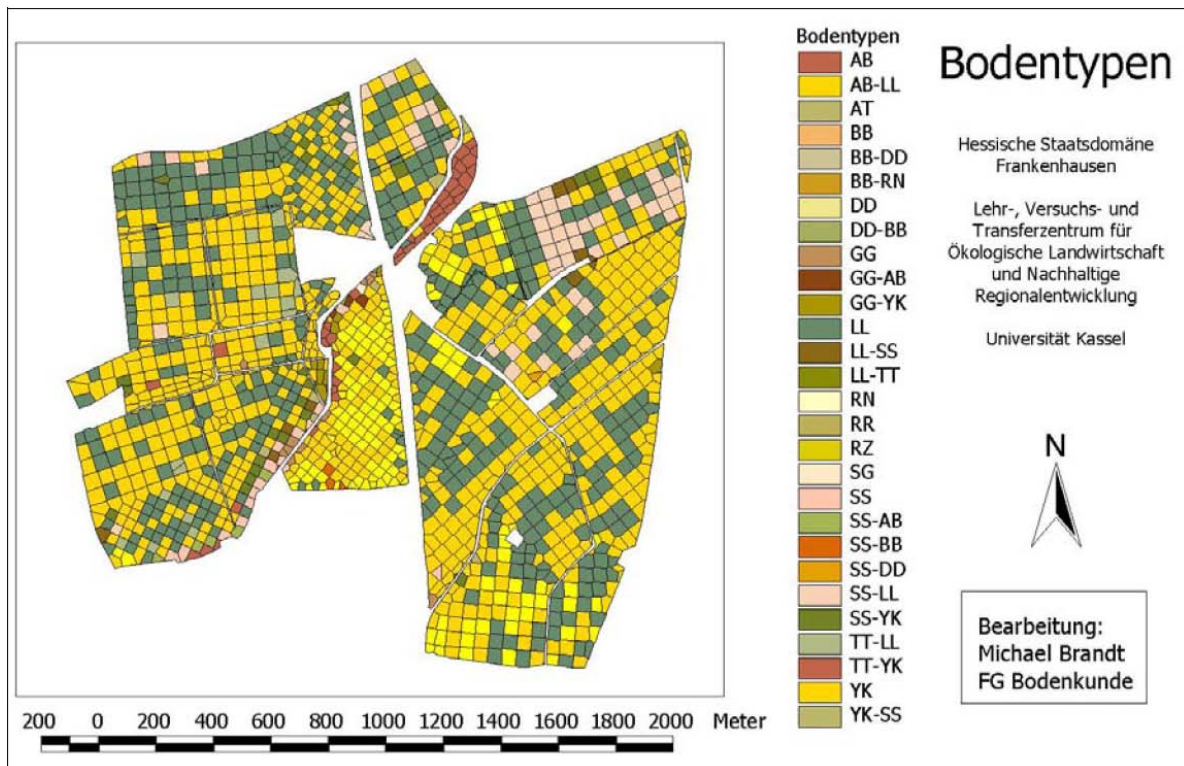 Bodentypen
AB
AB-LL
AT
BB
BB-DD
BB-RN
DD
DD-BB
GG
GG-AB
GG-YK
LL
LL-SS
LL-TT
RN
RR
RZ
SG
SS
SS-AB
SS-BB
SS-DD
SS-LL
SS-YK
TT-LL
TT-YK
YK
YK-SS
Bodentypen
Hessische Staatsdomäne
Frankenhausen
Lehr-, Versuchs- und
Transferzentrum für
Ökologische Landwirtschaft
und Nachhaltige
Regionalentwicklung
Universität Kassel
N
Bearbeitung:
Michael Brandt
FG Bodenkunde
200 0 200 400 600 800 1000 1200 1400 1600 1800 2000 Meter